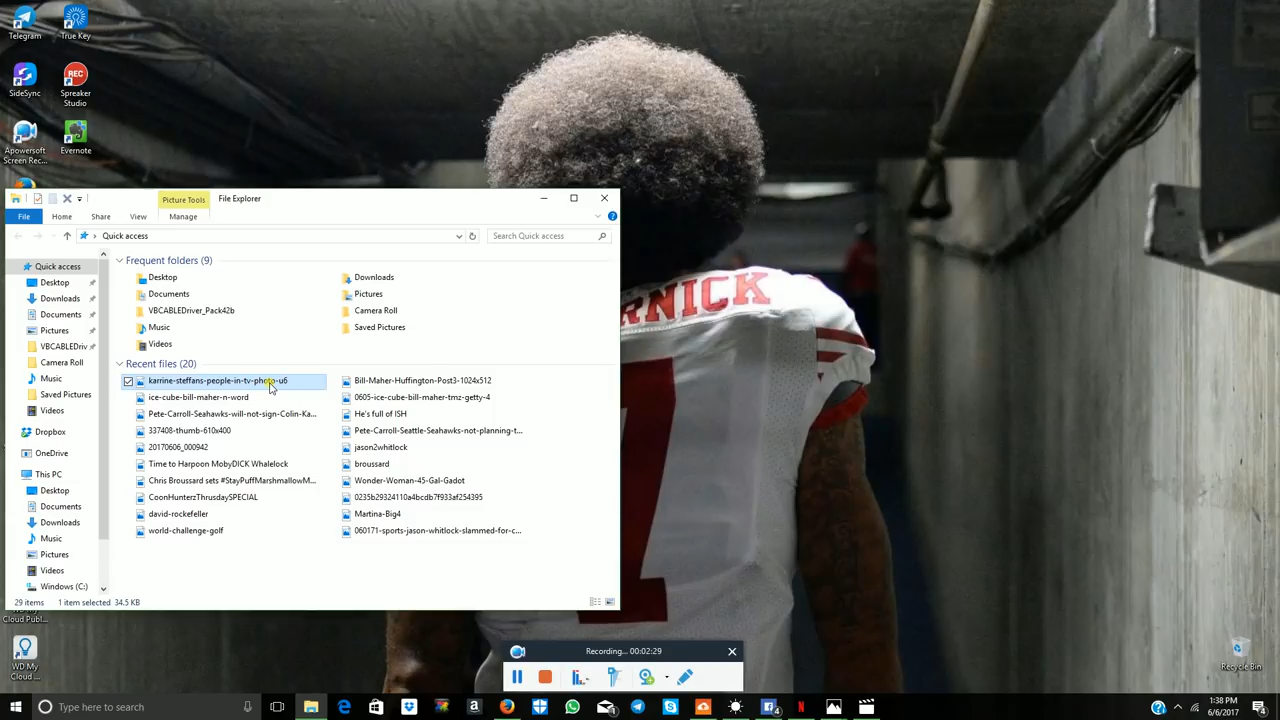 Telegram
True Key
SideSync
REC
Spreaker
Studio
Apowersoft
Screen Rec...
Evernote
Picture Tools
File Explorer
File
Home
Share
View
Manage
Quick access
Search Quick access
Quick access
Desktop
Downloads
Documents
Pictures
VBCABLEDriv
Camera Roll
Music
Saved Pictures
Videos
Dropbox
OneDrive
This PC
Desktop
Documents
Downloads
Music
Pictures
Videos
Windows (C:)
Frequent folders (9)
Desktop
Downloads
Documents
Pictures
VBCABLEDriver_Pack42b
Camera Roll
Music
Saved Pictures
Videos
Recent files (20)
karrine-steffans-people-in-tv-photo-u6
Bill-Maher-Huffington-Post3-1024x512
ice-cube-bill-maher-n-word
0605-ice-cube-bill-maher-tmz-getty-4
Pete-Carroll-Seahawks-will-not-sign-Colin-Ka...
He's full of ISH
337408-thumb-610x400
Pete-Carroll-Seattle-Seahawks-not-planning-t...
20170606_000942
jason2whitlock
Time to Harpoon MobyDICK Whalelock
broussard
Chris Broussard sets #StayPuffMarshmallowM...
Wonder-Woman-45-Gal-Gadot
CoonHunterzThrusdaySPECIAL
0235b29324110a4bcdb7f933af254395
david-rockefeller
Martina-Big4
world-challenge-golf
060171-sports-jason-whitlock-slammed-for-c...
29 items
1 item selected 34.5 KB
RNICK
7
Cloud Publ...
WD My
Cloud ...
Recording... 00:02:29
Recycle Bin
Type here to search
1:38 PM
6/6/2017